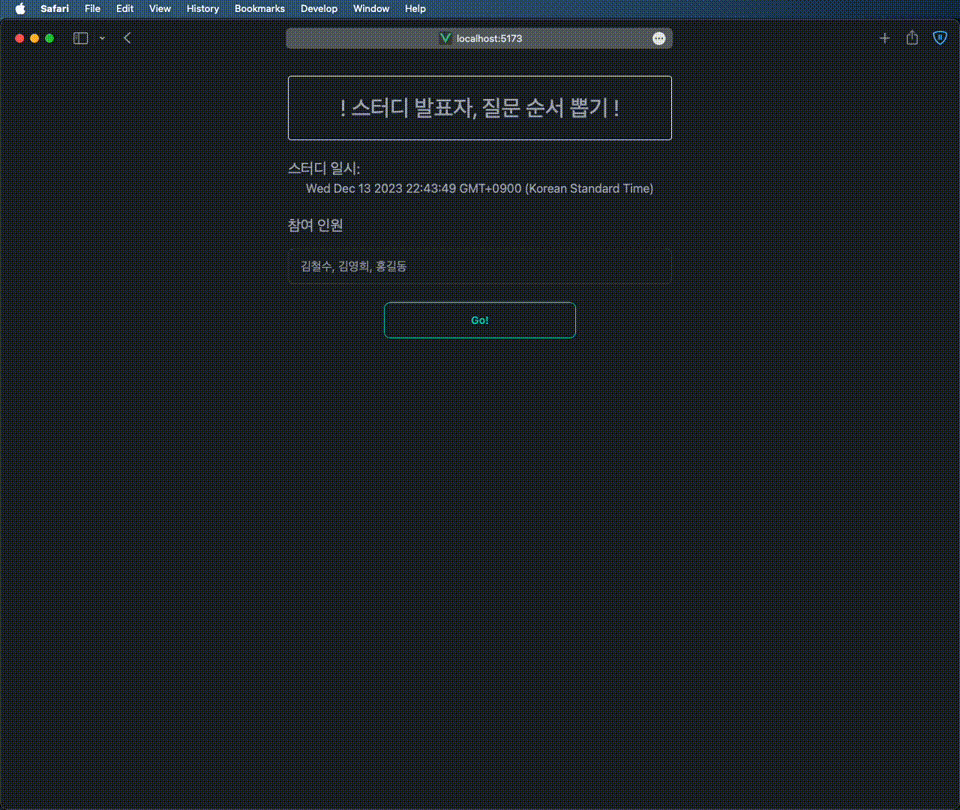 Safari File Edit View History Bookmarks Develop Window Help
localhost:5173
! 스터디 발표자, 질문 순서 뽑기 !
스터디 일시:
Wed Dec 13 2023 22:43:49 GMT+0900 (Korean Standard Time)
참여 인원
김철수, 김영희, 홍길동
Go!